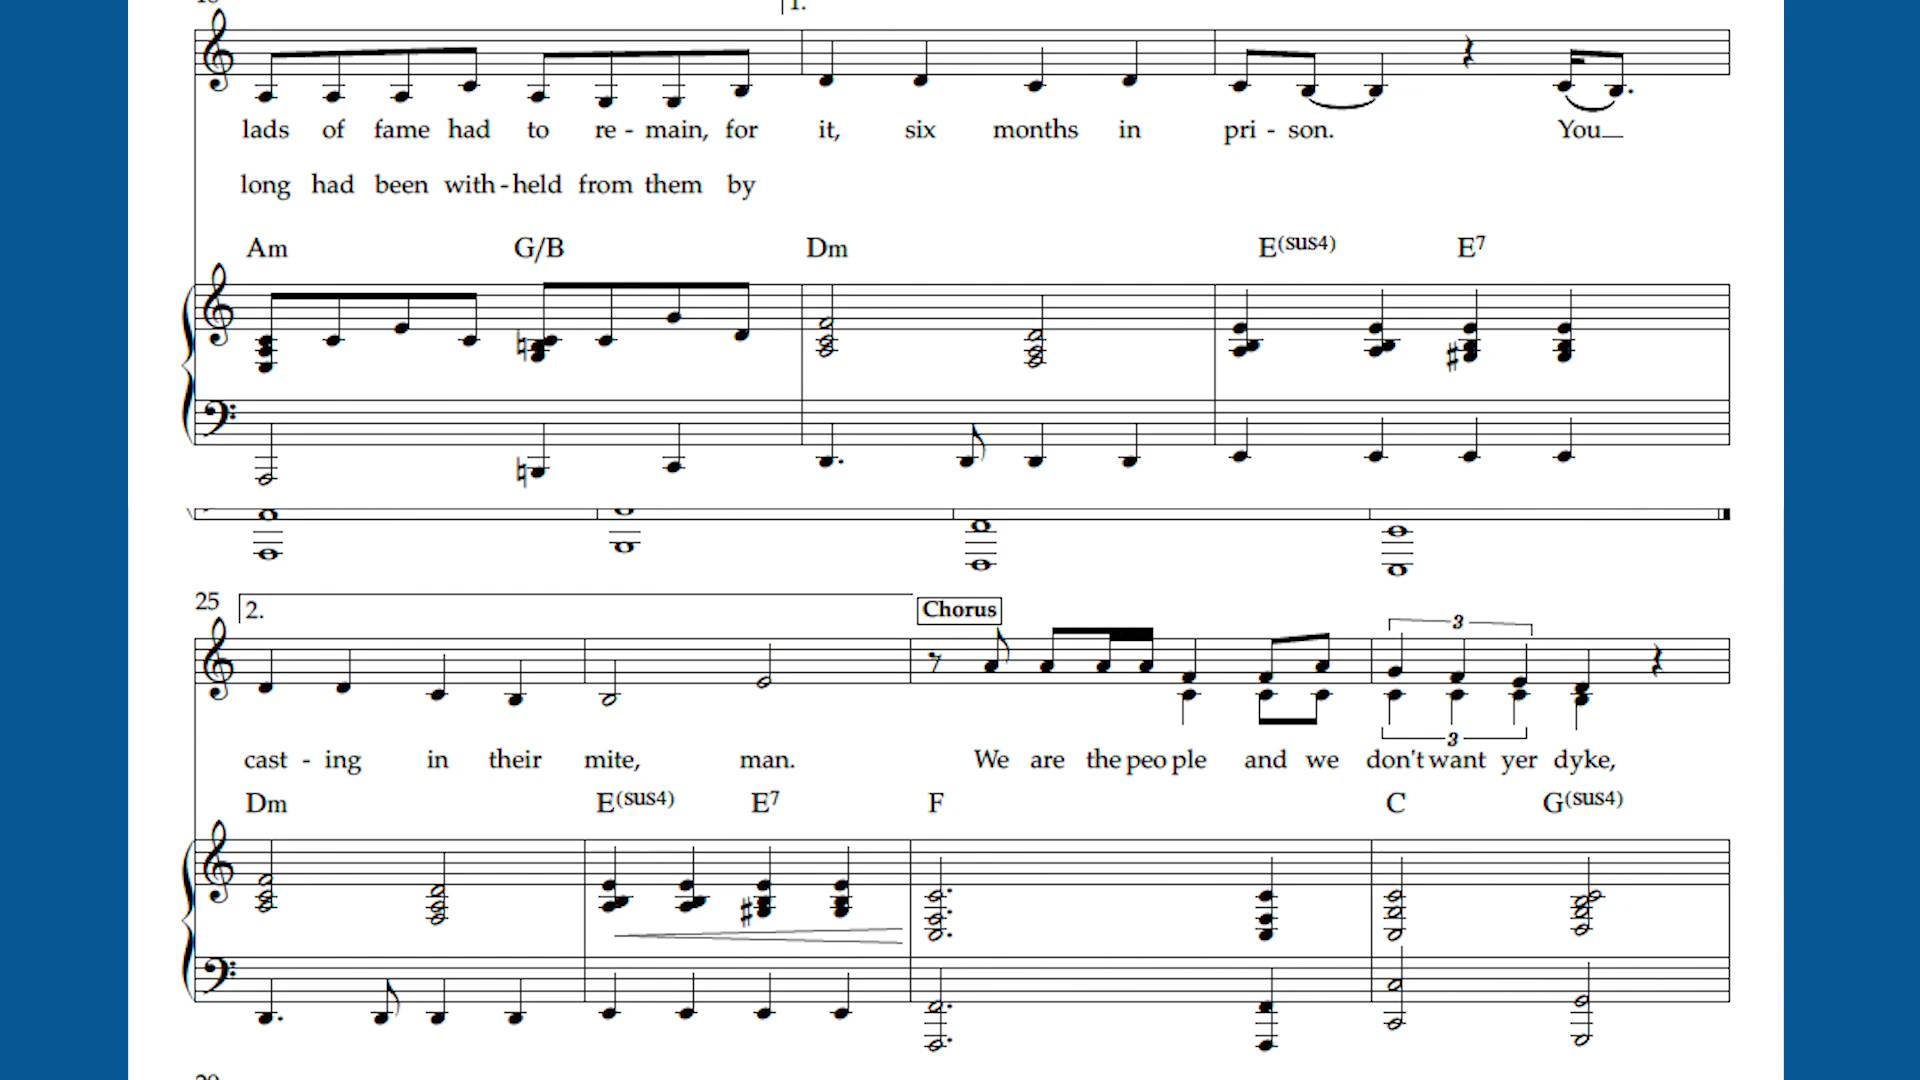 1.
lads of fame had to re - main, for it, six months in pri - son. You
long had been with - held from them by
Am G/B Dm E(sus4) E7
25 2. Chorus
3
3
cast - ing in their mite, man. We are the peo ple and we don't want yer dyke,
Dm E(sus4) E7 F C G(sus4)